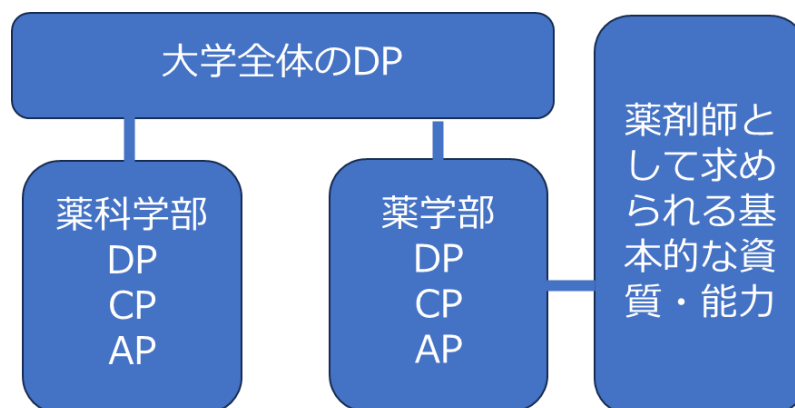 大学全体のDP
薬科学部
DP
CP
AP
薬学部
DP
CP
AP
薬剤師と
して求め
られる基
本的な資
質・能力